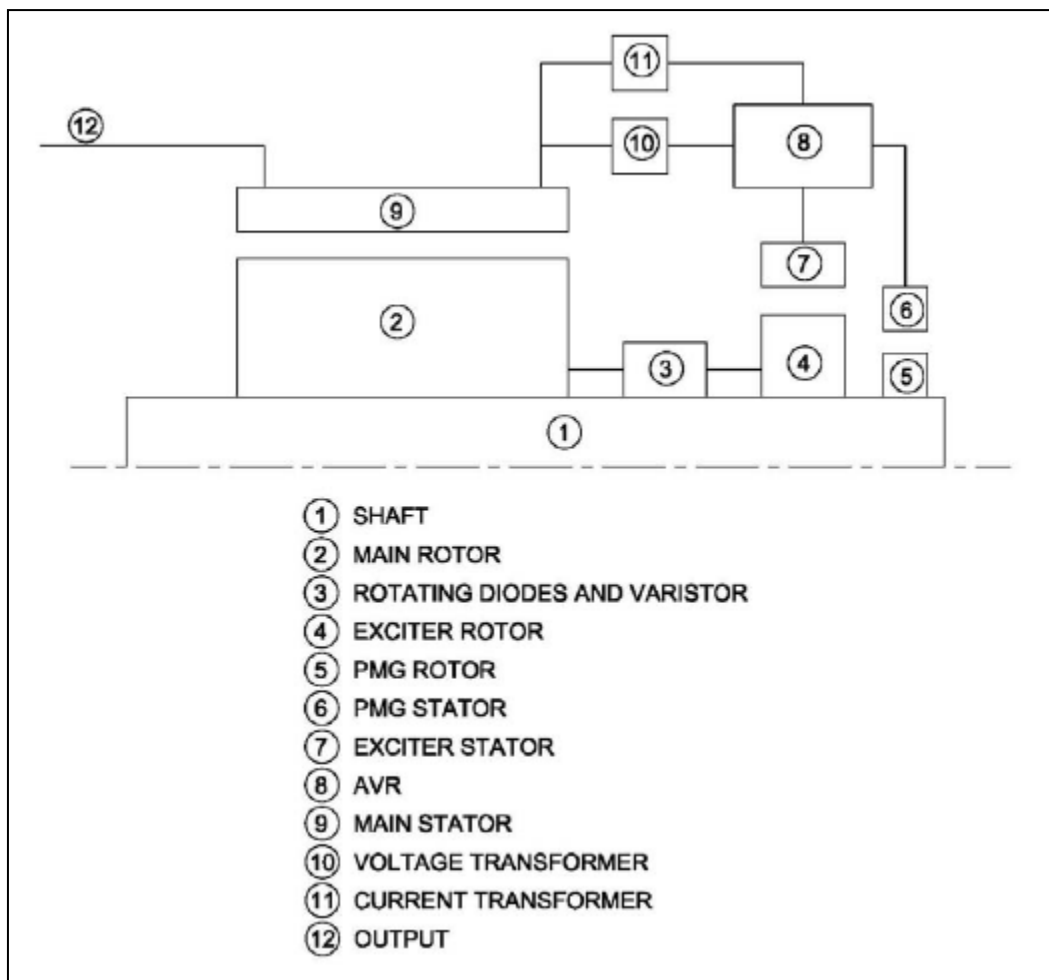 11
12
10
8
9
7
2
6
3
4
5
1
1 SHAFT
2 MAIN ROTOR
3 ROTATING DIODES AND VARISTOR
4 EXCITER ROTOR
5 PMG ROTOR
6 PMG STATOR
7 EXCITER STATOR
8 AVR
9 MAIN STATOR
10 VOLTAGE TRANSFORMER
11 CURRENT TRANSFORMER
12 OUTPUT